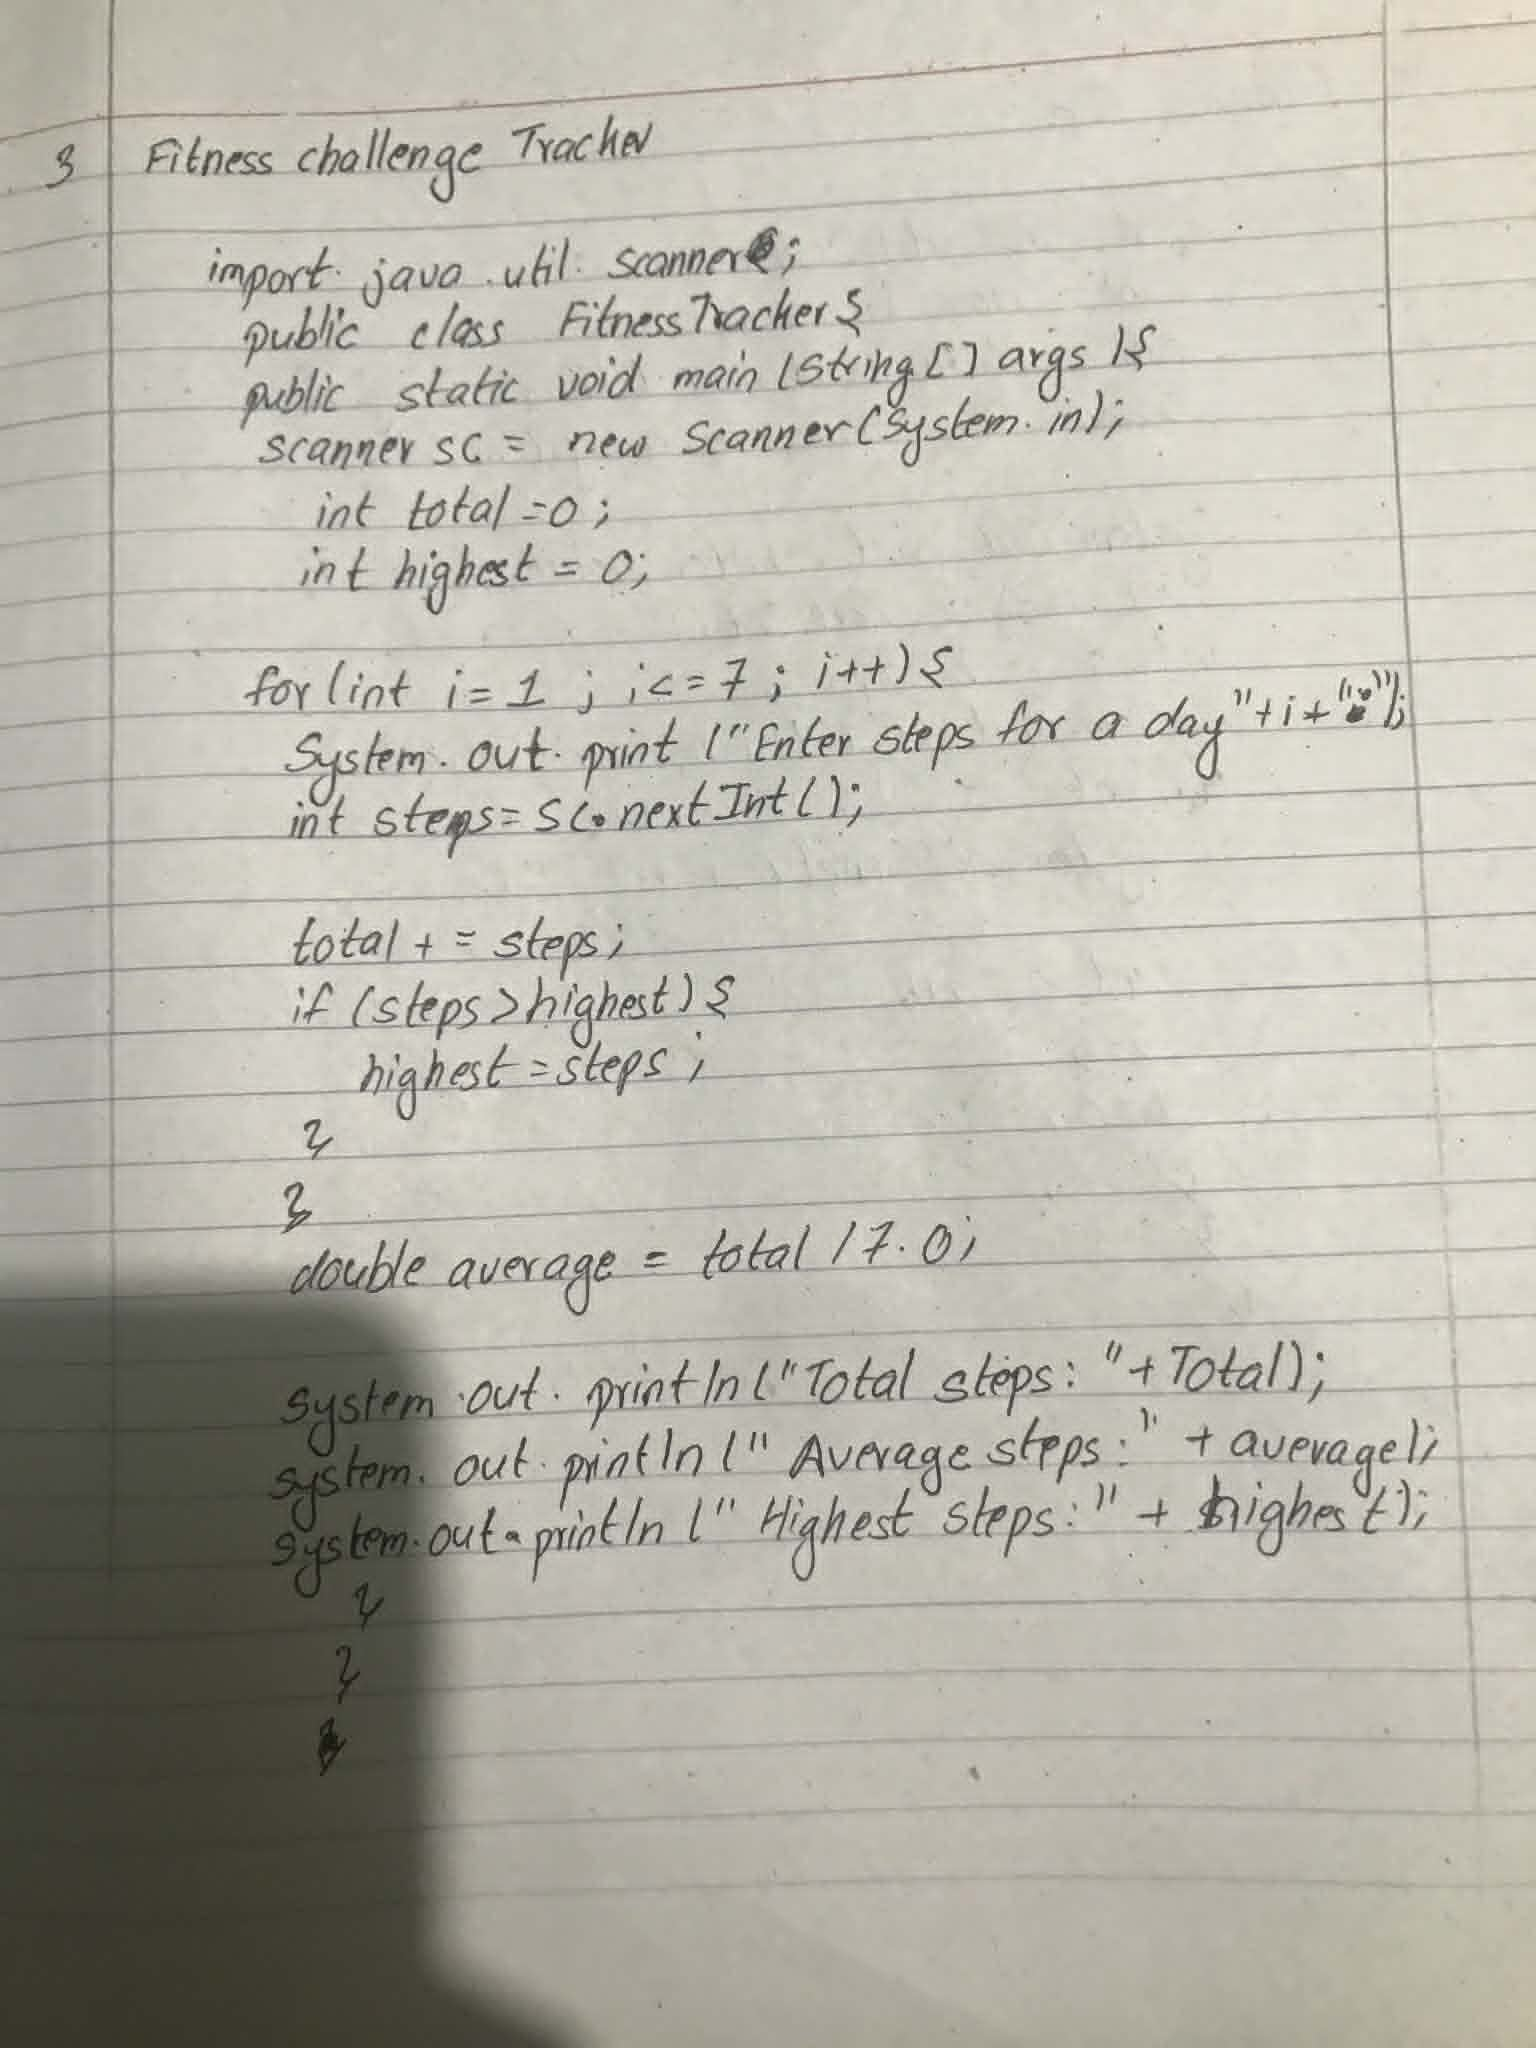 3 Fitness challenge Tracker
import java.util.scanner;
public class FitnessTracker{
public static void main (String[] args){
scanner sc = new Scanner(System.in);
int total =0;
int highest = 0;
for(int i=1 ; i<=7 ; i++){
System.out.print ("Enter steps for a day"+i+":");
int steps= sc.nextInt();
total += steps;
if (steps>highest){
highest =steps;
}
}
double average = total /7.0;
system.out.println("Total steps: "+Total);
system.out.println(" Average steps:" + average);
system.out.println (" Highest steps:" + highest);
}
}